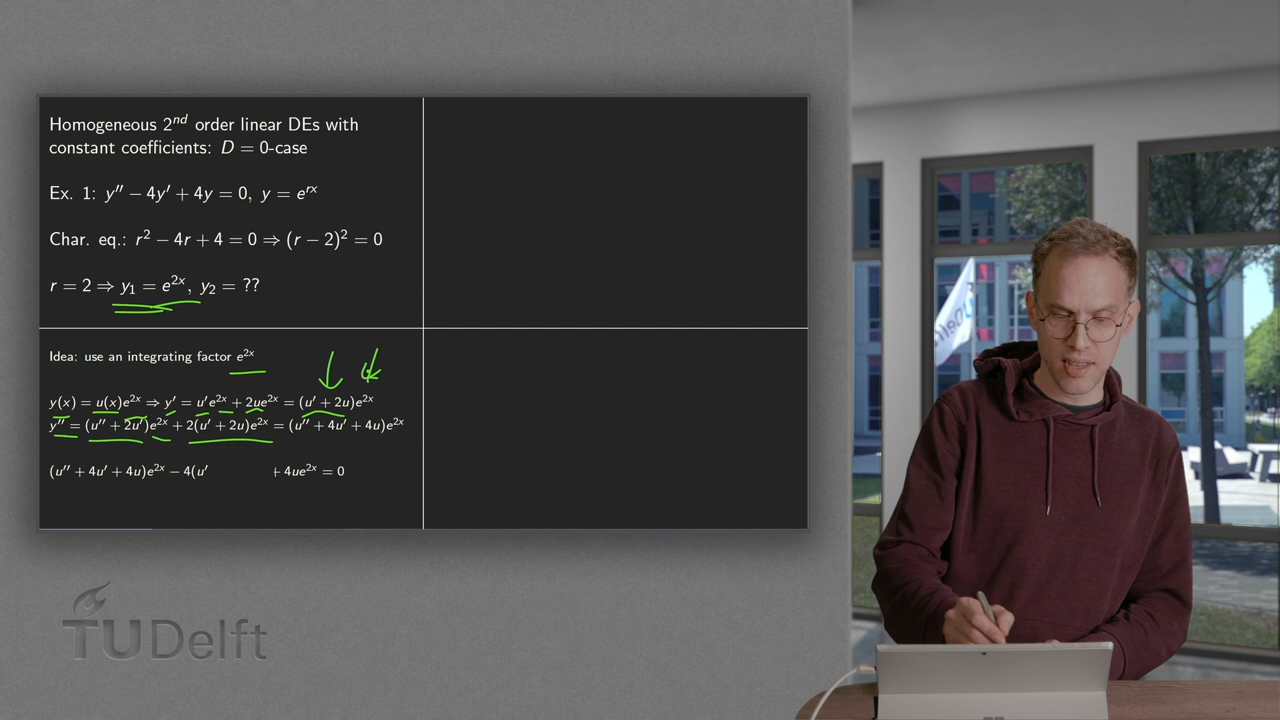 Homogeneous 2nd order linear DEs with
constant coefficients: D = 0-case
Ex. 1: y″ − 4y′ + 4y = 0, y = e^{rx}
Char. eq.: r² − 4r + 4 = 0 ⇒ (r − 2)² = 0
r = 2 ⇒ y₁ = e^{2x}, y₂ = ??
Idea: use an integrating factor e^{2x}
y(x) = u(x)e^{2x} ⇒ y′ = u′e^{2x} + 2ue^{2x} = (u′ + 2u)e^{2x}
y″ = (u″ + 2u′)e^{2x} + 2(u′ + 2u)e^{2x} = (u″ + 4u′ + 4u)e^{2x}
(u″ + 4u′ + 4u)e^{2x} − 4(u′ + 4ue^{2x} = 0
TUDelft